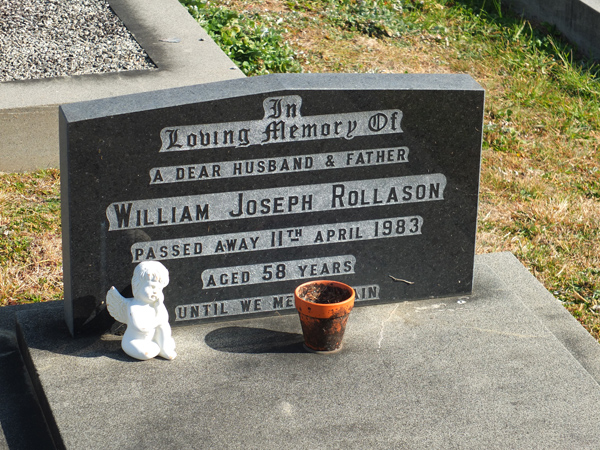 In
Loving Memory Of
A DEAR HUSBAND & FATHER
WILLIAM JOSEPH ROLLASON
PASSED AWAY 11TH APRIL 1983
AGED 58 YEARS
UNTIL WE